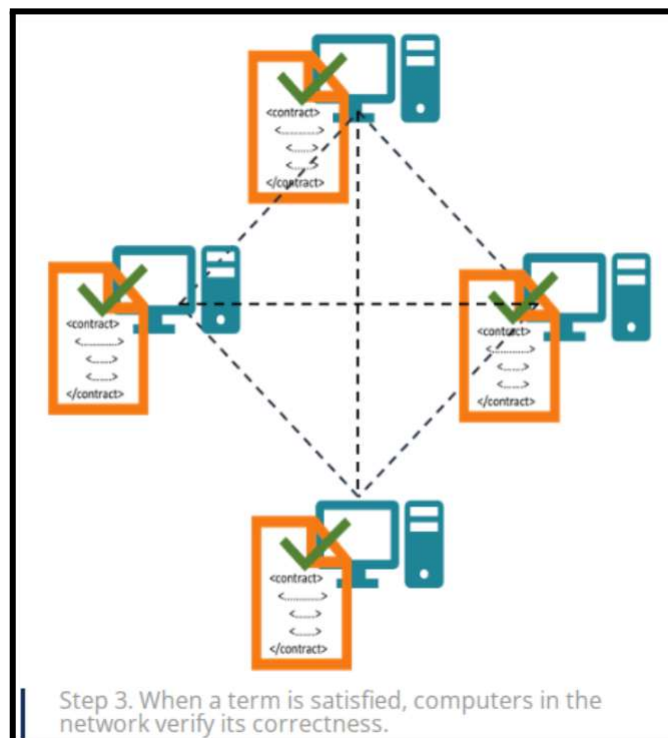 <contract>
<........>
<.....>
<.....>
</contract>
<contract>
<........>
<.....>
<.....>
</contract>
<contract>
<........>
<.....>
<.....>
</contract>
<contract>
<........>
<.....>
<.....>
</contract>
Step 3. When a term is satisfied, computers in the
network verify its correctness.